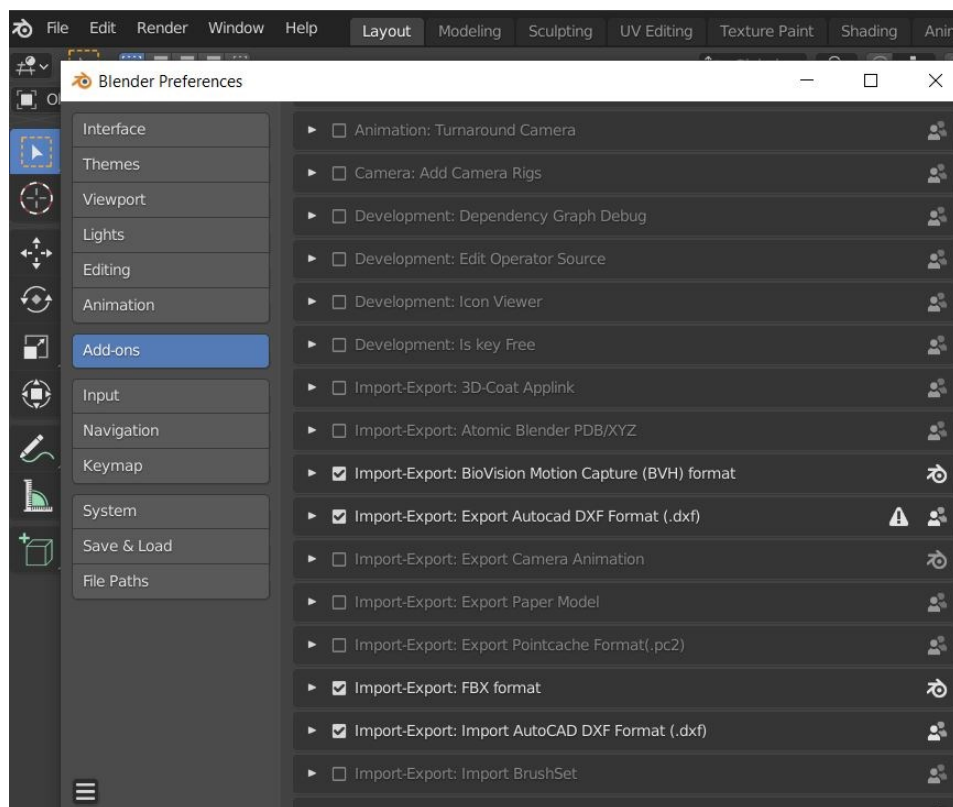 File Edit Render Window Help Layout Modeling Sculpting UV Editing Texture Paint Shading
Blender Preferences
Interface
Themes
Viewport
Lights
Editing
Animation
Add-ons
Input
Navigation
Keymap
System
Save & Load
File Paths
Animation: Turnaround Camera
Camera: Add Camera Rigs
Development: Dependency Graph Debug
Development: Edit Operator Source
Development: Icon Viewer
Development: Is key Free
Import-Export: 3D-Coat Applink
Import-Export: Atomic Blender PDB/XYZ
Import-Export: BioVision Motion Capture (BVH) format
Import-Export: Export Autocad DXF Format (.dxf)
Import-Export: Export Camera Animation
Import-Export: Export Paper Model
Import-Export: Export Pointcache Format(.pc2)
Import-Export: FBX format
Import-Export: Import AutoCAD DXF Format (.dxf)
Import-Export: Import BrushSet